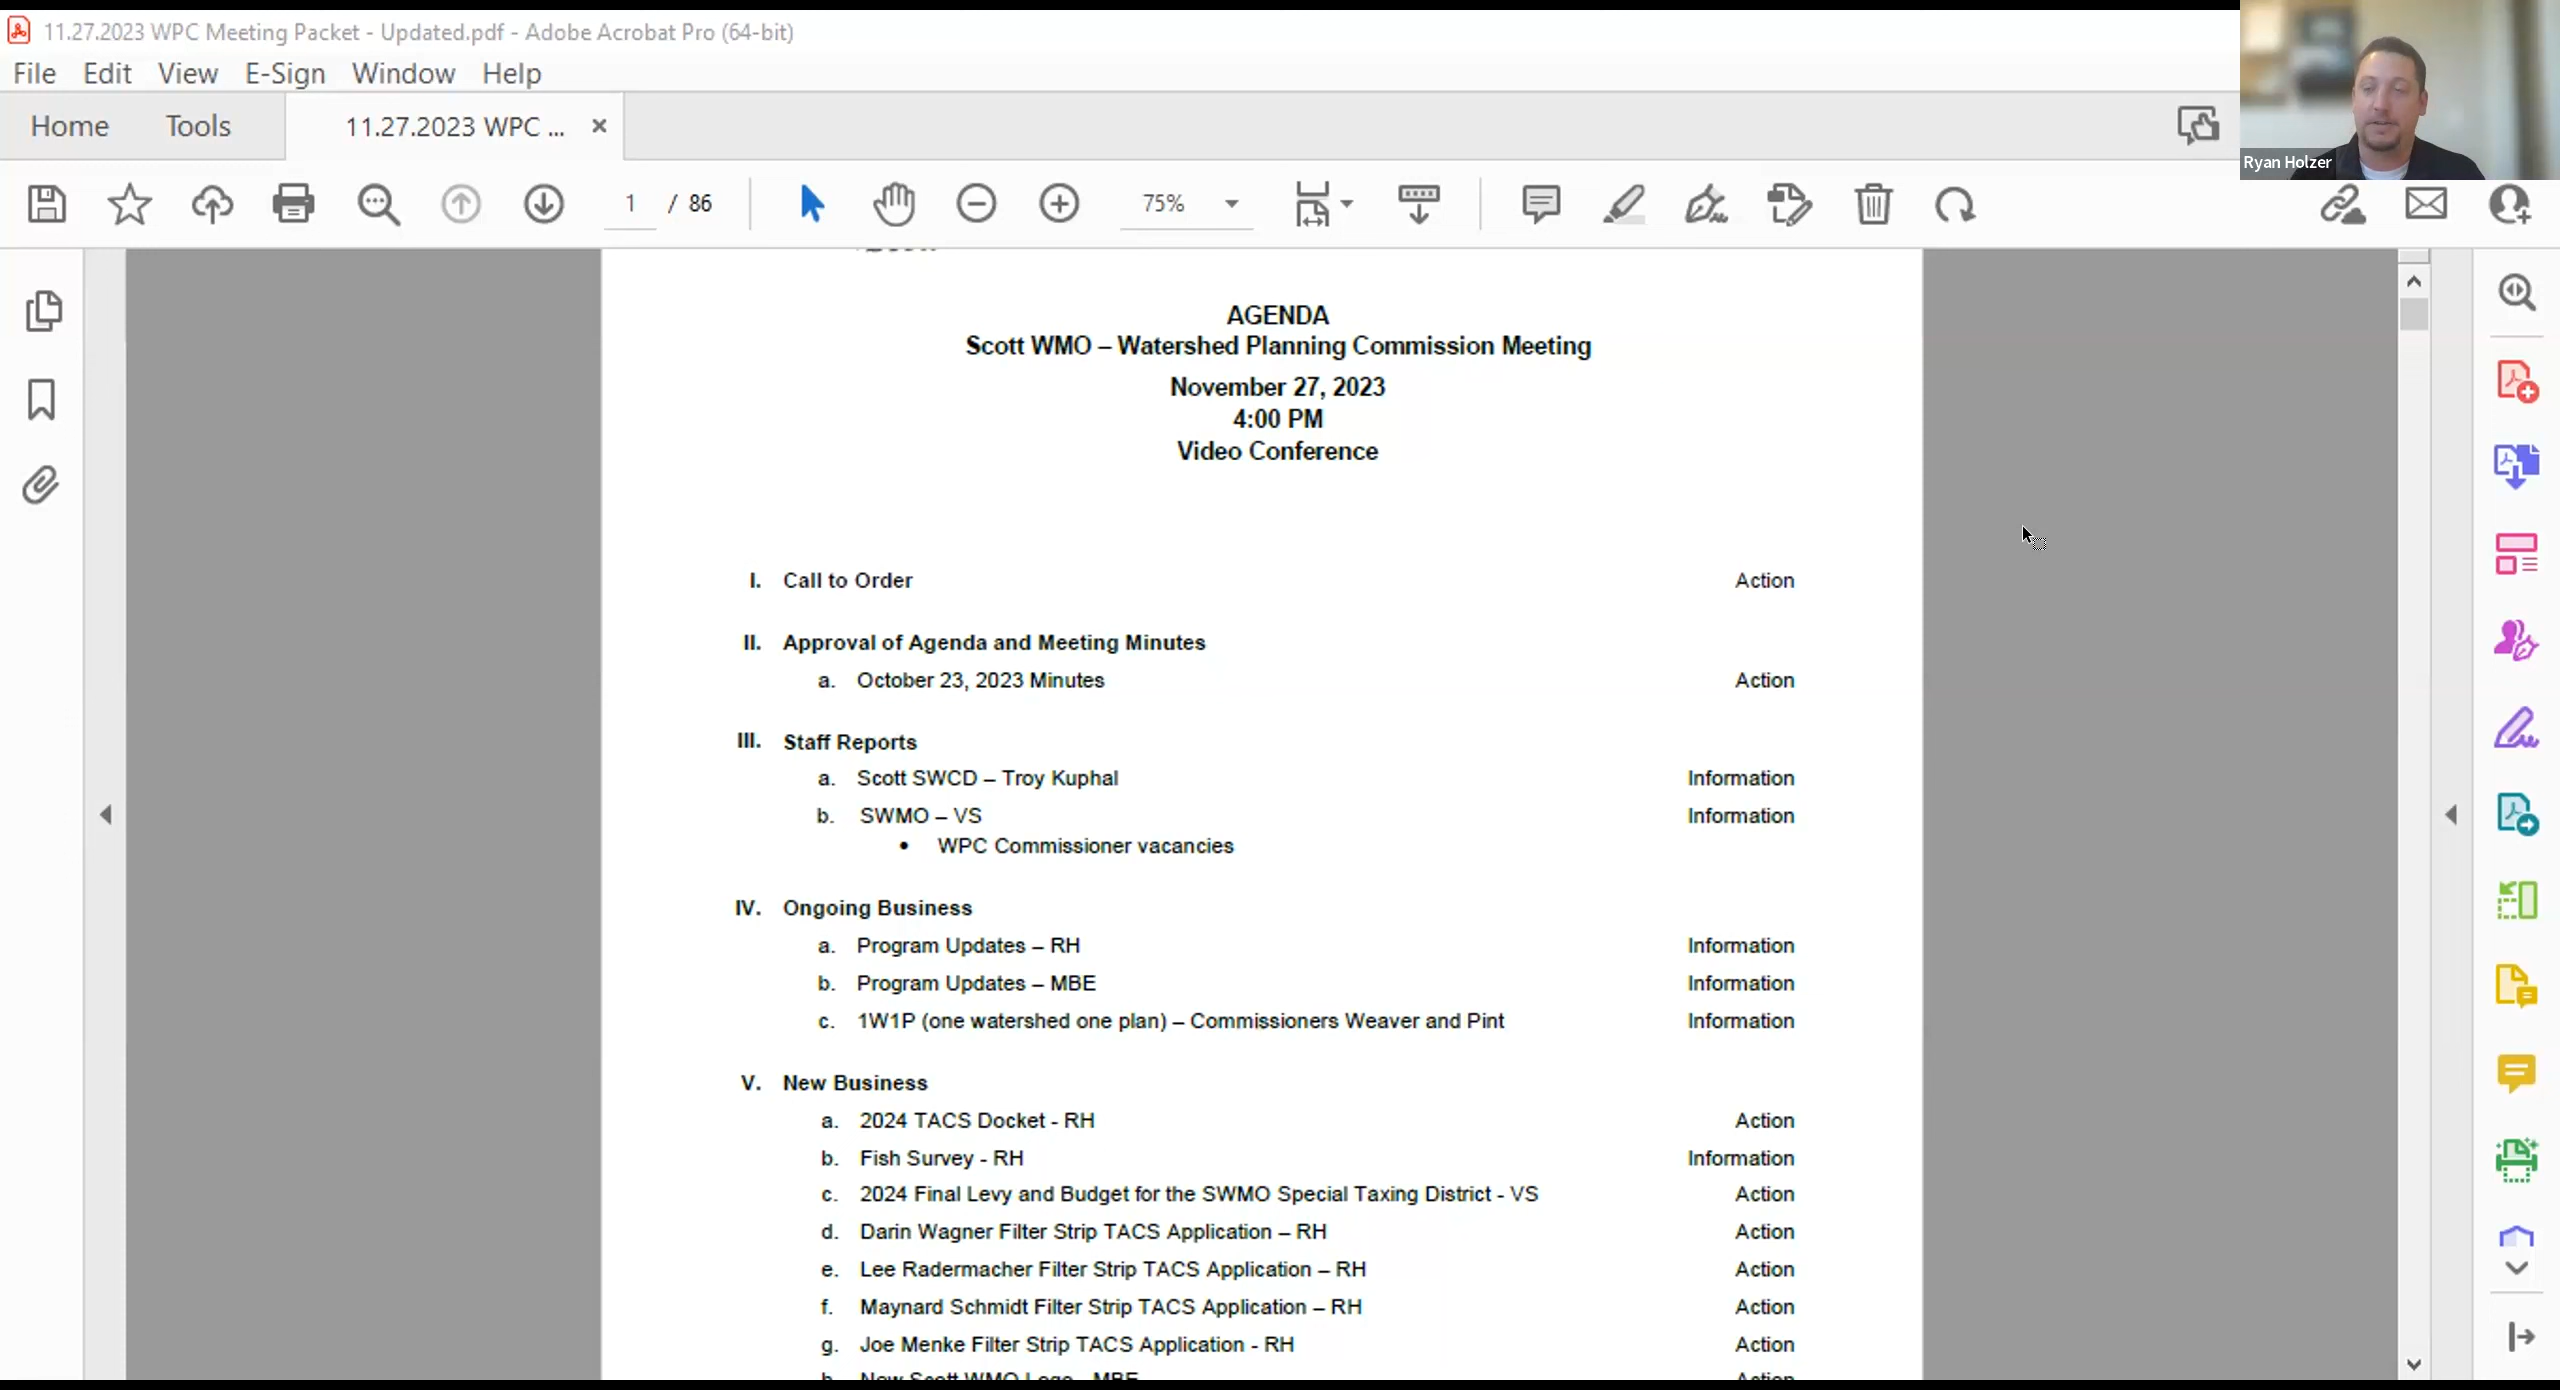 11.27.2023 WPC Meeting Packet - Updated.pdf - Adobe Acrobat Pro (64-bit)
File Edit View E-Sign Window Help
Home Tools 11.27.2023 WPC ... ×
Ryan Holzer
1 / 86 75%
AGENDA
Scott WMO – Watershed Planning Commission Meeting
November 27, 2023
4:00 PM
Video Conference
I. Call to Order Action
II. Approval of Agenda and Meeting Minutes
a. October 23, 2023 Minutes Action
III. Staff Reports
a. Scott SWCD – Troy Kuphal Information
b. SWMO – VS Information
• WPC Commissioner vacancies
IV. Ongoing Business
a. Program Updates – RH Information
b. Program Updates – MBE Information
c. 1W1P (one watershed one plan) – Commissioners Weaver and Pint Information
V. New Business
a. 2024 TACS Docket - RH Action
b. Fish Survey - RH Information
c. 2024 Final Levy and Budget for the SWMO Special Taxing District - VS Action
d. Darin Wagner Filter Strip TACS Application – RH Action
e. Lee Radermacher Filter Strip TACS Application – RH Action
f. Maynard Schmidt Filter Strip TACS Application – RH Action
g. Joe Menke Filter Strip TACS Application - RH Action
h. New Scott WMO Logo - MBE Action